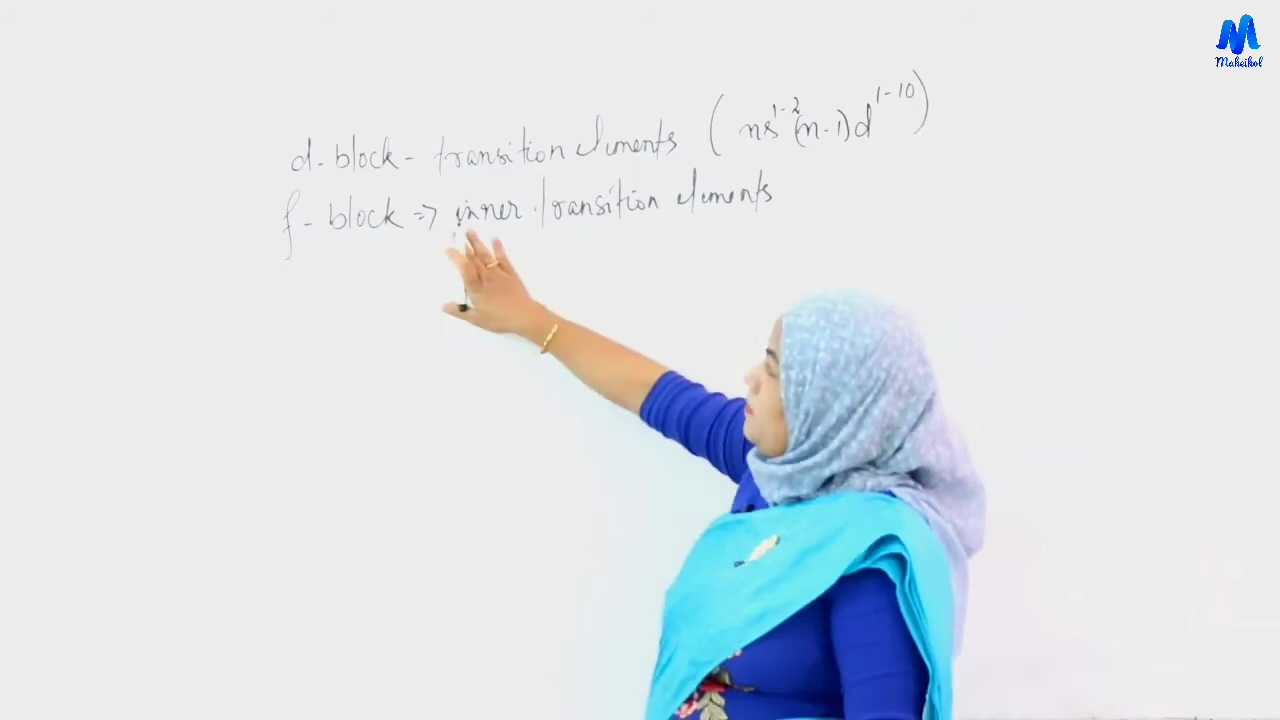 M
Maheikol
d-block - transition elements (ns¹⁻²(n-1)d¹⁻¹⁰)
f-block => inner transition elements